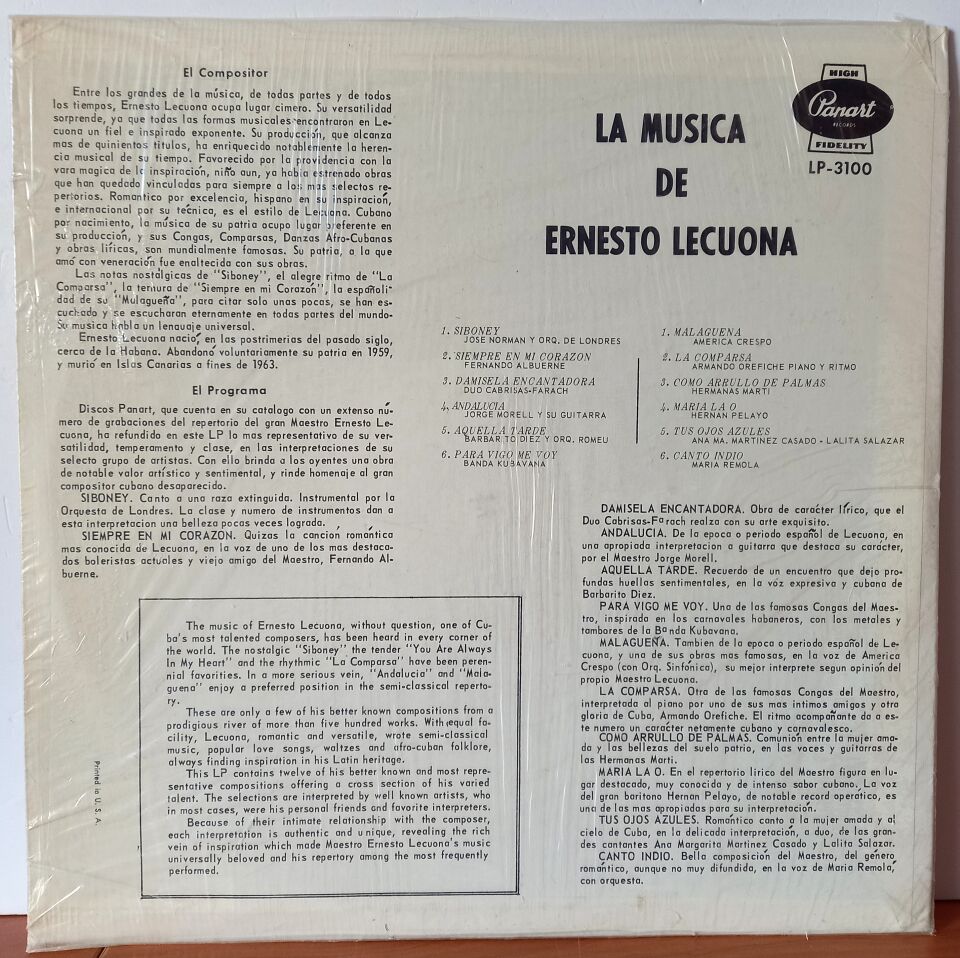 El Compositor
Entre los grandes de la música, de todas partes y de todos
los tiempos, Ernesto Lecuona ocupa lugar cimero. Su versatilidad
sorprende, ya que todas las formas musicales encontraron en Le-
cuona un fiel e inspirado exponente. Su producción, que alcanza
mas de quinientos titulos, ha enriquecido notablemente la heren-
cia musical de su tiempo. Favorecido por la providencia con la
vara magica de la inspiración, niño aun, ya había estrenado obras
que han quedado vinculadas para siempre a los mas selectos re-
pertorios. Romantico por excelencia, hispano en su inspiración,
e internacional por su técnica, es el estilo de Lecuona. Cubano
por nacimiento, la música de su patria ocupo lugar preferente en
su producción, y sus Congas, Comparsas, Danzas Afro-Cubanas
y obras líricas, son mundialmente famosas. Su patria, a la que
amó con veneración fue enaltecida con sus obras.
Las notas nostálgicas de "Siboney", el alegre ritmo de "La
Comparsa", la ternura de "Siempre en mi Corazón", la españoli-
dad de su "Malagueña", para citar solo unas pocas, se han es-
cuchado y se escucharan eternamente en todas partes del mundo-
Su musica habla un lenauaje universal.
Ernesto Lecuona nació, en las postrimerias del pasado siglo,
cerca de la Habana. Abandonó voluntariamente su patria en 1959,
y murió en Islas Canarias a fines de 1963.
El Programa
Discos Panart, que cuenta en su catalogo con un extenso nú-
mero de grabaciones del repertorio del gran Maestro Ernesto Le-
cuona, ha refundido en este LP lo mas representativo de su ver-
satilidad, temperamento y clase, en las interpretaciones de su
selecto grupo de artistas. Con ello brinda a los oyentes una obra
de notable valor artístico y sentimental, y rinde homenaje al gran
compositor cubano desaparecido.
SIBONEY. Canto a una raza extinguida. Instrumental por la
Orquesta de Londres. La clase y numero de instrumentos dan a
esta interpretacion una belleza pocas veces lograda.
SIEMPRE EN MI CORAZON. Quizas la cancion romántica
mas conocida de Lecuona, en la voz de uno de los mas destaca-
dos boleristas actuales y viejo amigo del Maestro, Fernando Al-
buerne.
The music of Ernesto Lecuona, without question, one of Cu-
ba's most talented composers, has been heard in every corner of
the world. The nostalgic "Siboney" the tender "You Are Always
In My Heart" and the rhythmic "La Comparsa" have been peren-
nial favorities. In a more serious vein, "Andalucia" and "Mala-
guena" enjoy a preferred position in the semi-classical reperto-
ry.
These are only a few of his better known compositions from a
prodigious river of more than five hundred works. With equal fa-
cility, Lecuona, romantic and versatile, wrote semi-classical
music, popular love songs, waltzes and afro-cuban folklore,
always finding inspiration in his Latin heritage.
This LP contains twelve of his better known and most repre-
sentative compositions offering a cross section of his varied
talent. The selections are interpreted by well known artists, who
in most cases, were his personal friends and favorite interpreters.
Because of their intimate relationship with the composer,
each interpretation is authentic and unique, revealing the rich
vein of inspiration which made Maestro Ernesto Lecuona's music
universally beloved and his repertory among the most frequently
performed.
Printed in U. S. A.
HIGH
Panart
RECORDS
FIDELITY
LP-3100
LA MUSICA
DE
ERNESTO LECUONA
1. SIBONEY
JOSE NORMAN Y ORQ. DE LONDRES
2. SIEMPRE EN MI CORAZON
FERNANDO ALBUERNE
3. DAMISELA ENCANTADORA
DUO CABRISAS-FARACH
4. ANDALUCIA
JORGE MORELL Y SU GUITARRA
5. AQUELLA TARDE
BARBARITO DIEZ Y ORQ. ROMEU
6. PARA VIGO ME VOY
BANDA KUBAVANA
1. MALAGUENA
AMERICA CRESPO
2. LA COMPARSA
ARMANDO OREFICHE PIANO Y RITMO
3. COMO ARRULLO DE PALMAS
HERMANAS MARTI
4. MARIA LA O
HERNAN PELAYO
5. TUS OJOS AZULES
ANA MA. MARTINEZ CASADO - LALITA SALAZAR
6. CANTO INDIO
MARIA REMOLA
DAMISELA ENCANTADORA. Obra de carácter lírico, que el
Duo Cabrisas-Farach realza con su arte exquisito.
ANDALUCIA. De la epoca o periodo español de Lecuona, en
una apropiada interpretacion a guitarra que destaca su carácter,
por el Maestro Jorge Morell.
AQUELLA TARDE. Recuerdo de un encuentro que dejo pro-
fundas huellas sentimentales, en la vóz expresiva y cubana de
Barbarito Diez.
PARA VIGO ME VOY. Una de las famosas Congas del Maes-
tro, inspirada en los carnavales habaneros, con los metales y
tambores de la Banda Kubavana.
MALAGUEÑA. Tambien de la epoca o periodo español de Le-
cuona, y una de sus obras mas famosas, en la voz de America
Crespo (con Orq. Sinfónica), su mejor interprete segun opinión del
propio Maestro Lecuona.
LA COMPARSA. Otra de las famosas Congas del Maestro,
interpretada al piano por uno de sus mas intimos amigos y otra
gloria de Cuba, Armando Orefiche. El ritmo acompañante da a es-
te numero un carácter netamente cubano y carnavalesco.
COMO ARRULLO DE PALMAS. Comunión entre la mujer ama-
da y las bellezas del suelo patrio, en las voces y guitarras de
las Hermanas Marti.
MARIA LA O. En el repertorio lirico del Maestro figura en lu-
gar destacado, muy conocida y de intenso sabor cubano. La voz
del gran baritono Hernan Pelayo, de notable record operatico, es
una de las mas apropiadas para su interpretación.
TUS OJOS AZULES. Romántico canto a la mujer amada y al
cielo de Cuba, en la delicada interpretación, a duo, de las gran-
des cantantes Ana Margarita Martinez Casado y Lalita Salazar.
CANTO INDIO. Bella composición del Maestro, del género
romántico, aunque no muy difundida, en la voz de Maria Remolá,
con orquesta.